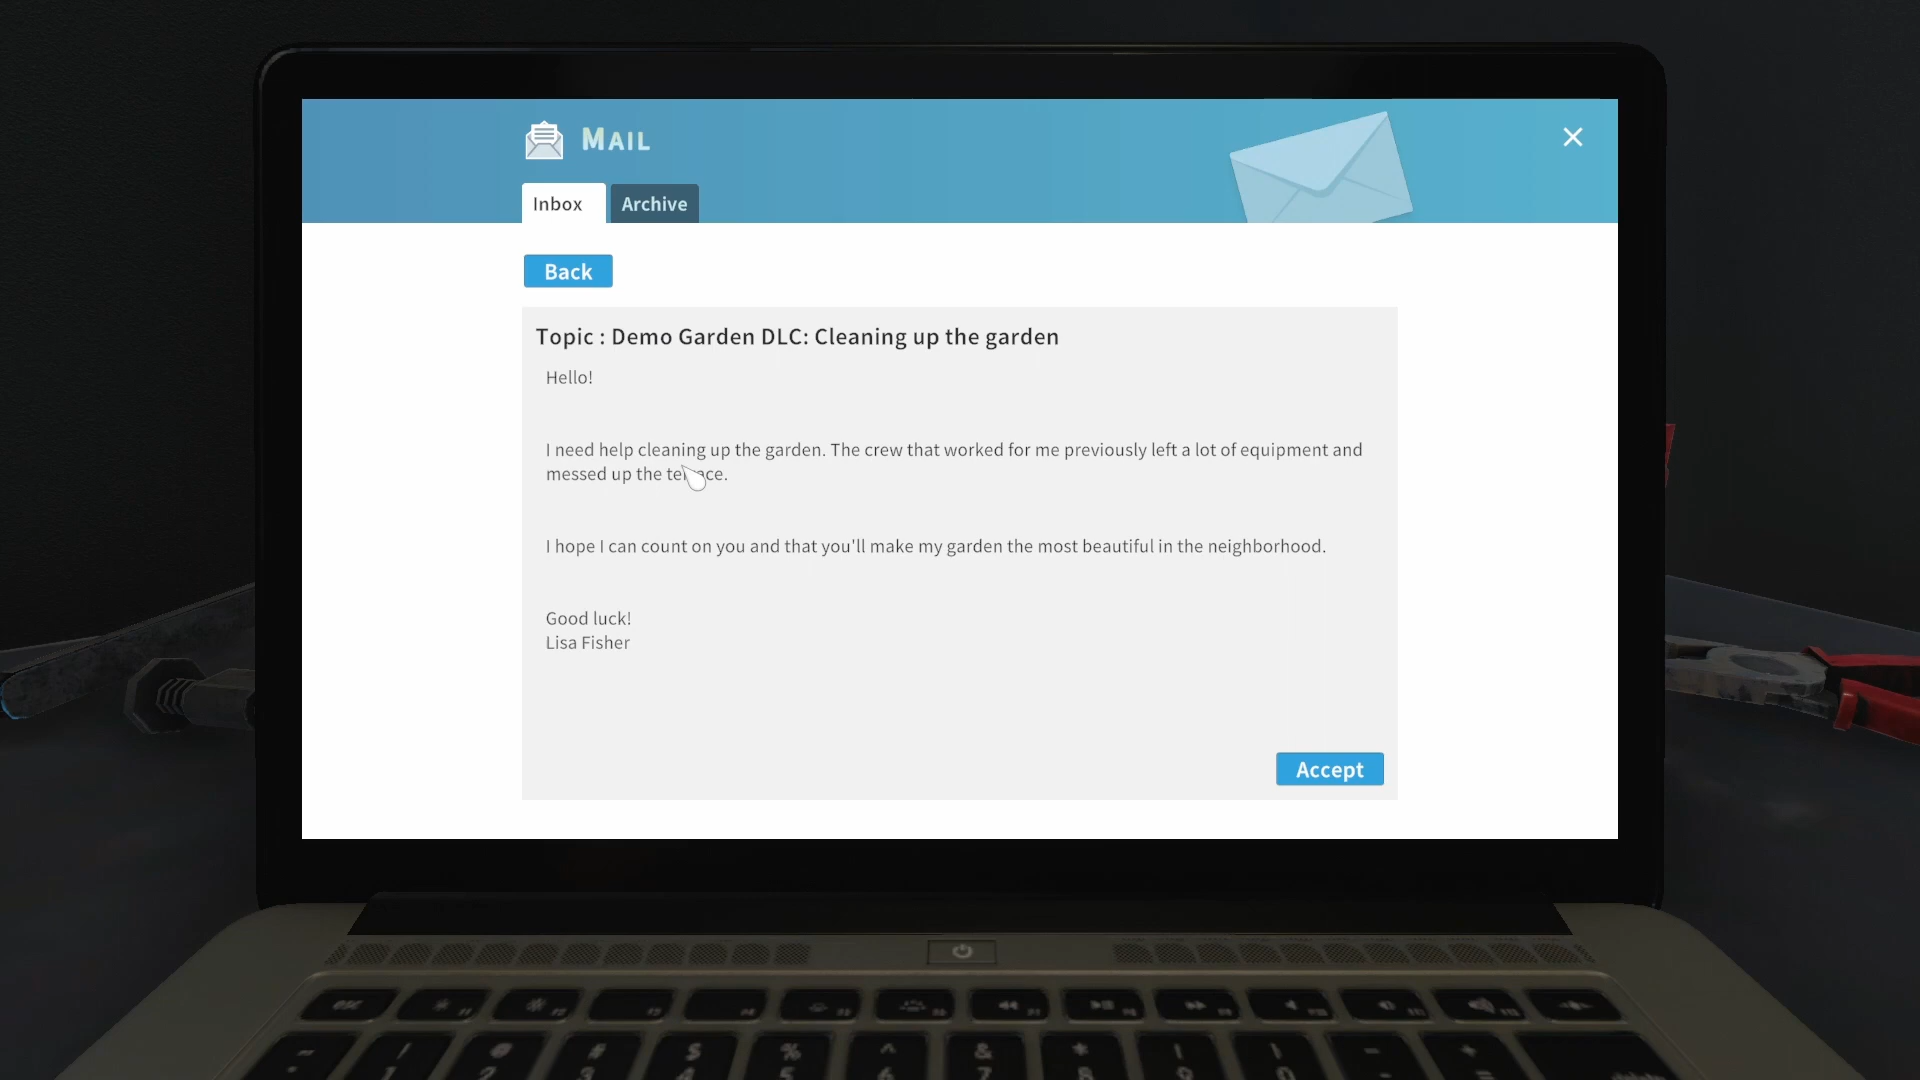 Mail
Inbox
Archive
Back
Topic : Demo Garden DLC: Cleaning up the garden
Hello!
I need help cleaning up the garden. The crew that worked for me previously left a lot of equipment and
messed up the terrace.
I hope I can count on you and that you'll make my garden the most beautiful in the neighborhood.
Good luck!
Lisa Fisher
Accept
esc